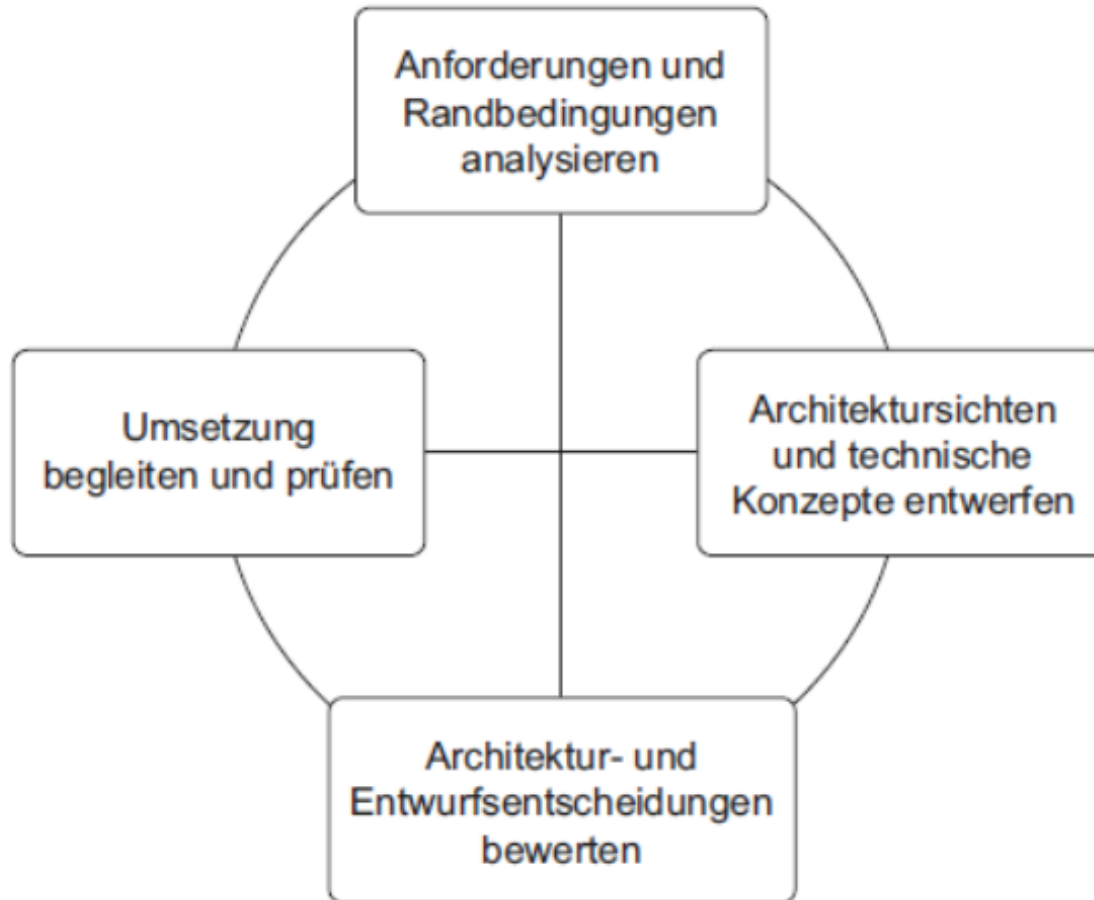 Anforderungen und
Randbedingungen
analysieren
Umsetzung
begleiten und prüfen
Architektursichten
und technische
Konzepte entwerfen
Architektur- und
Entwurfsentscheidungen
bewerten